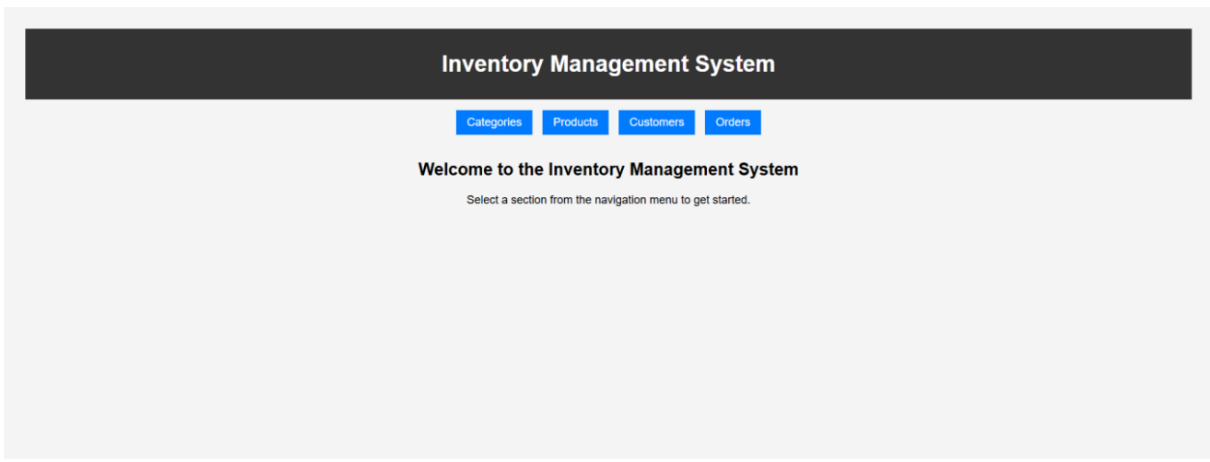 Inventory Management System
Categories Products Customers Orders
Welcome to the Inventory Management System
Select a section from the navigation menu to get started.